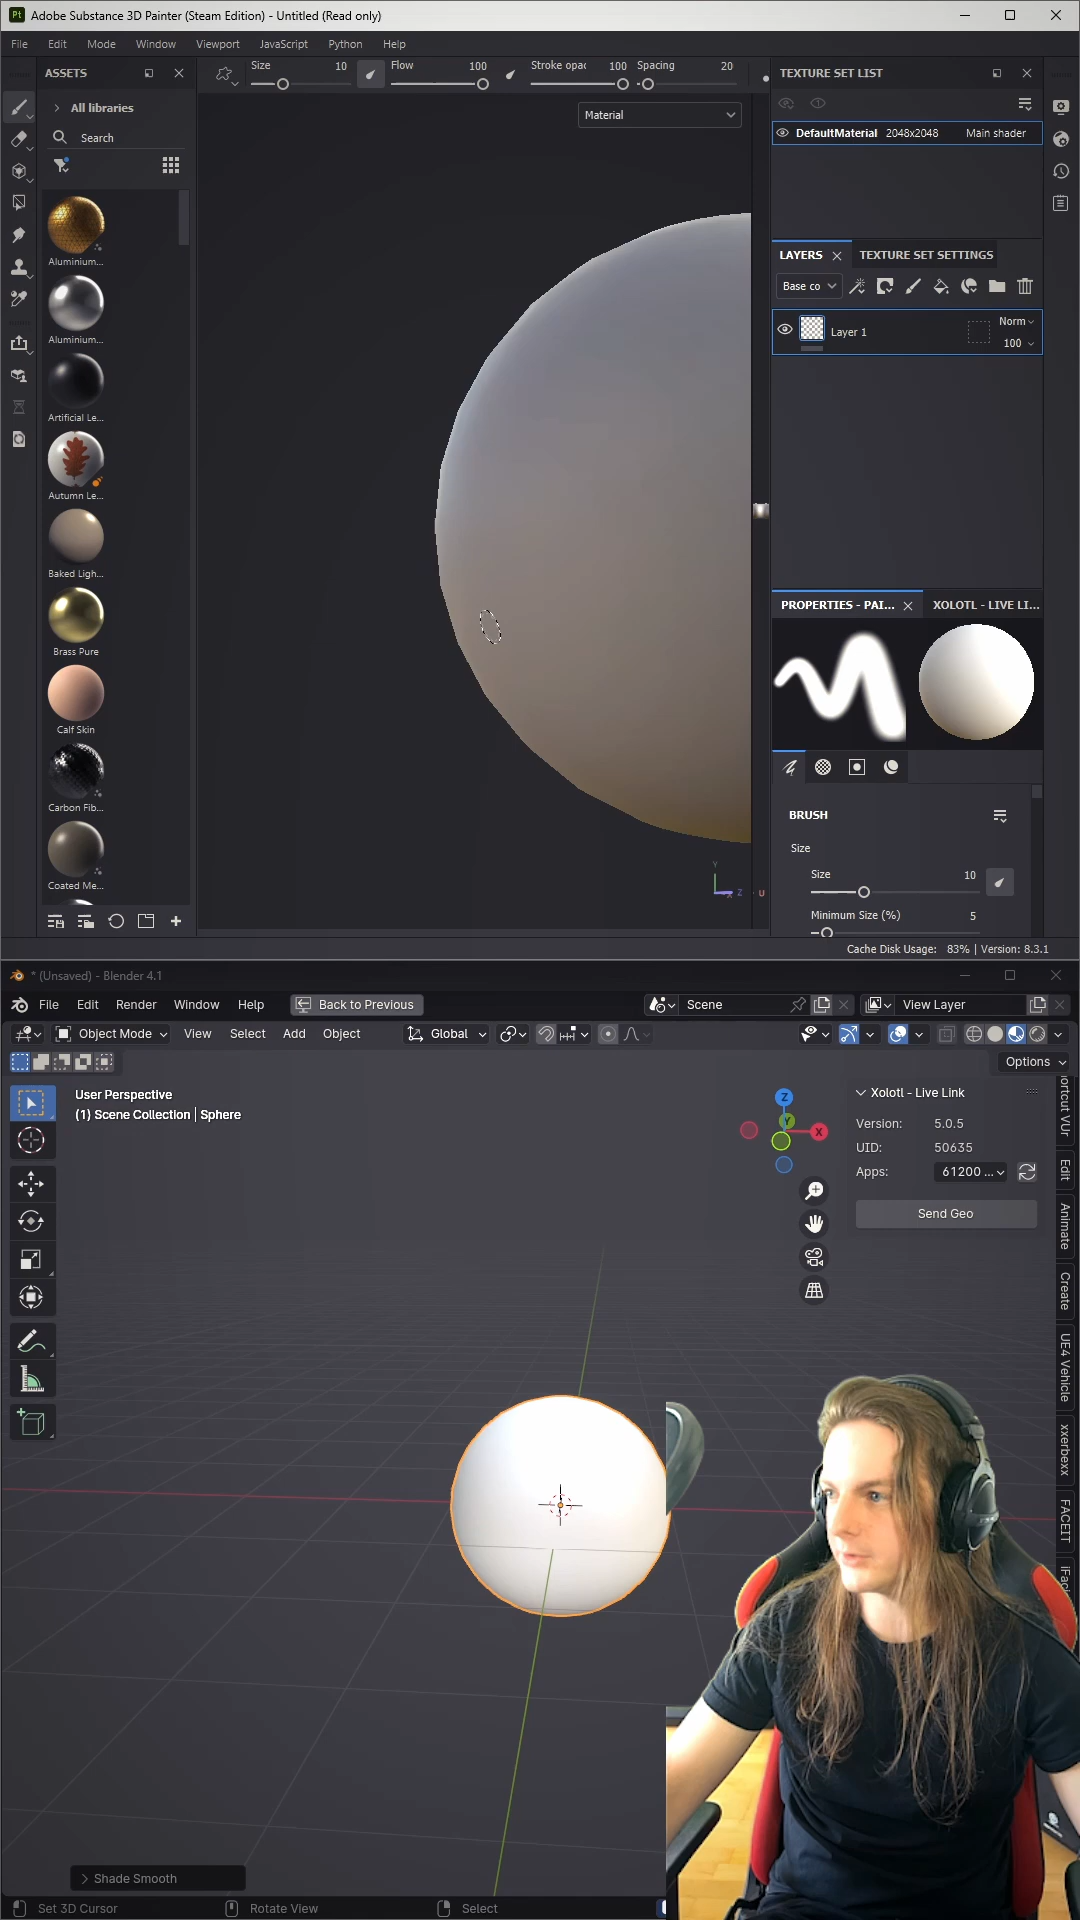 Pt Adobe Substance 3D Painter (Steam Edition) - Untitled (Read only)
File Edit Mode Window Viewport JavaScript Python Help
ASSETS
Size 10 Flow 100 Stroke opac 100 Spacing 20
TEXTURE SET LIST
All libraries
Search
Material
DefaultMaterial 2048x2048 Main shader
Aluminium...
Aluminium...
Artificial Le...
Autumn Le...
Baked Ligh...
Brass Pure
Calf Skin
Carbon Fib...
Coated Me...
LAYERS TEXTURE SET SETTINGS
Base co
Layer 1 Norm
100
PROPERTIES - PAI... XOLOTL - LIVE LI...
BRUSH
Size
Size 10
Minimum Size (%) 5
Y
Z
U
Cache Disk Usage: 83% | Version: 8.3.1
* (Unsaved) - Blender 4.1
File Edit Render Window Help Back to Previous Scene View Layer
Object Mode View Select Add Object Global
Options
User Perspective
(1) Scene Collection | Sphere
Z
Y
X
Xolotl - Live Link
Version: 5.0.5
UID: 50635
Apps: 61200 ...
Send Geo
ortcut VUr
Edit
Animate
Create
UE4 Vehicle
xxerbexx
FACEIT
iFaci
Shade Smooth
Set 3D Cursor Rotate View Select